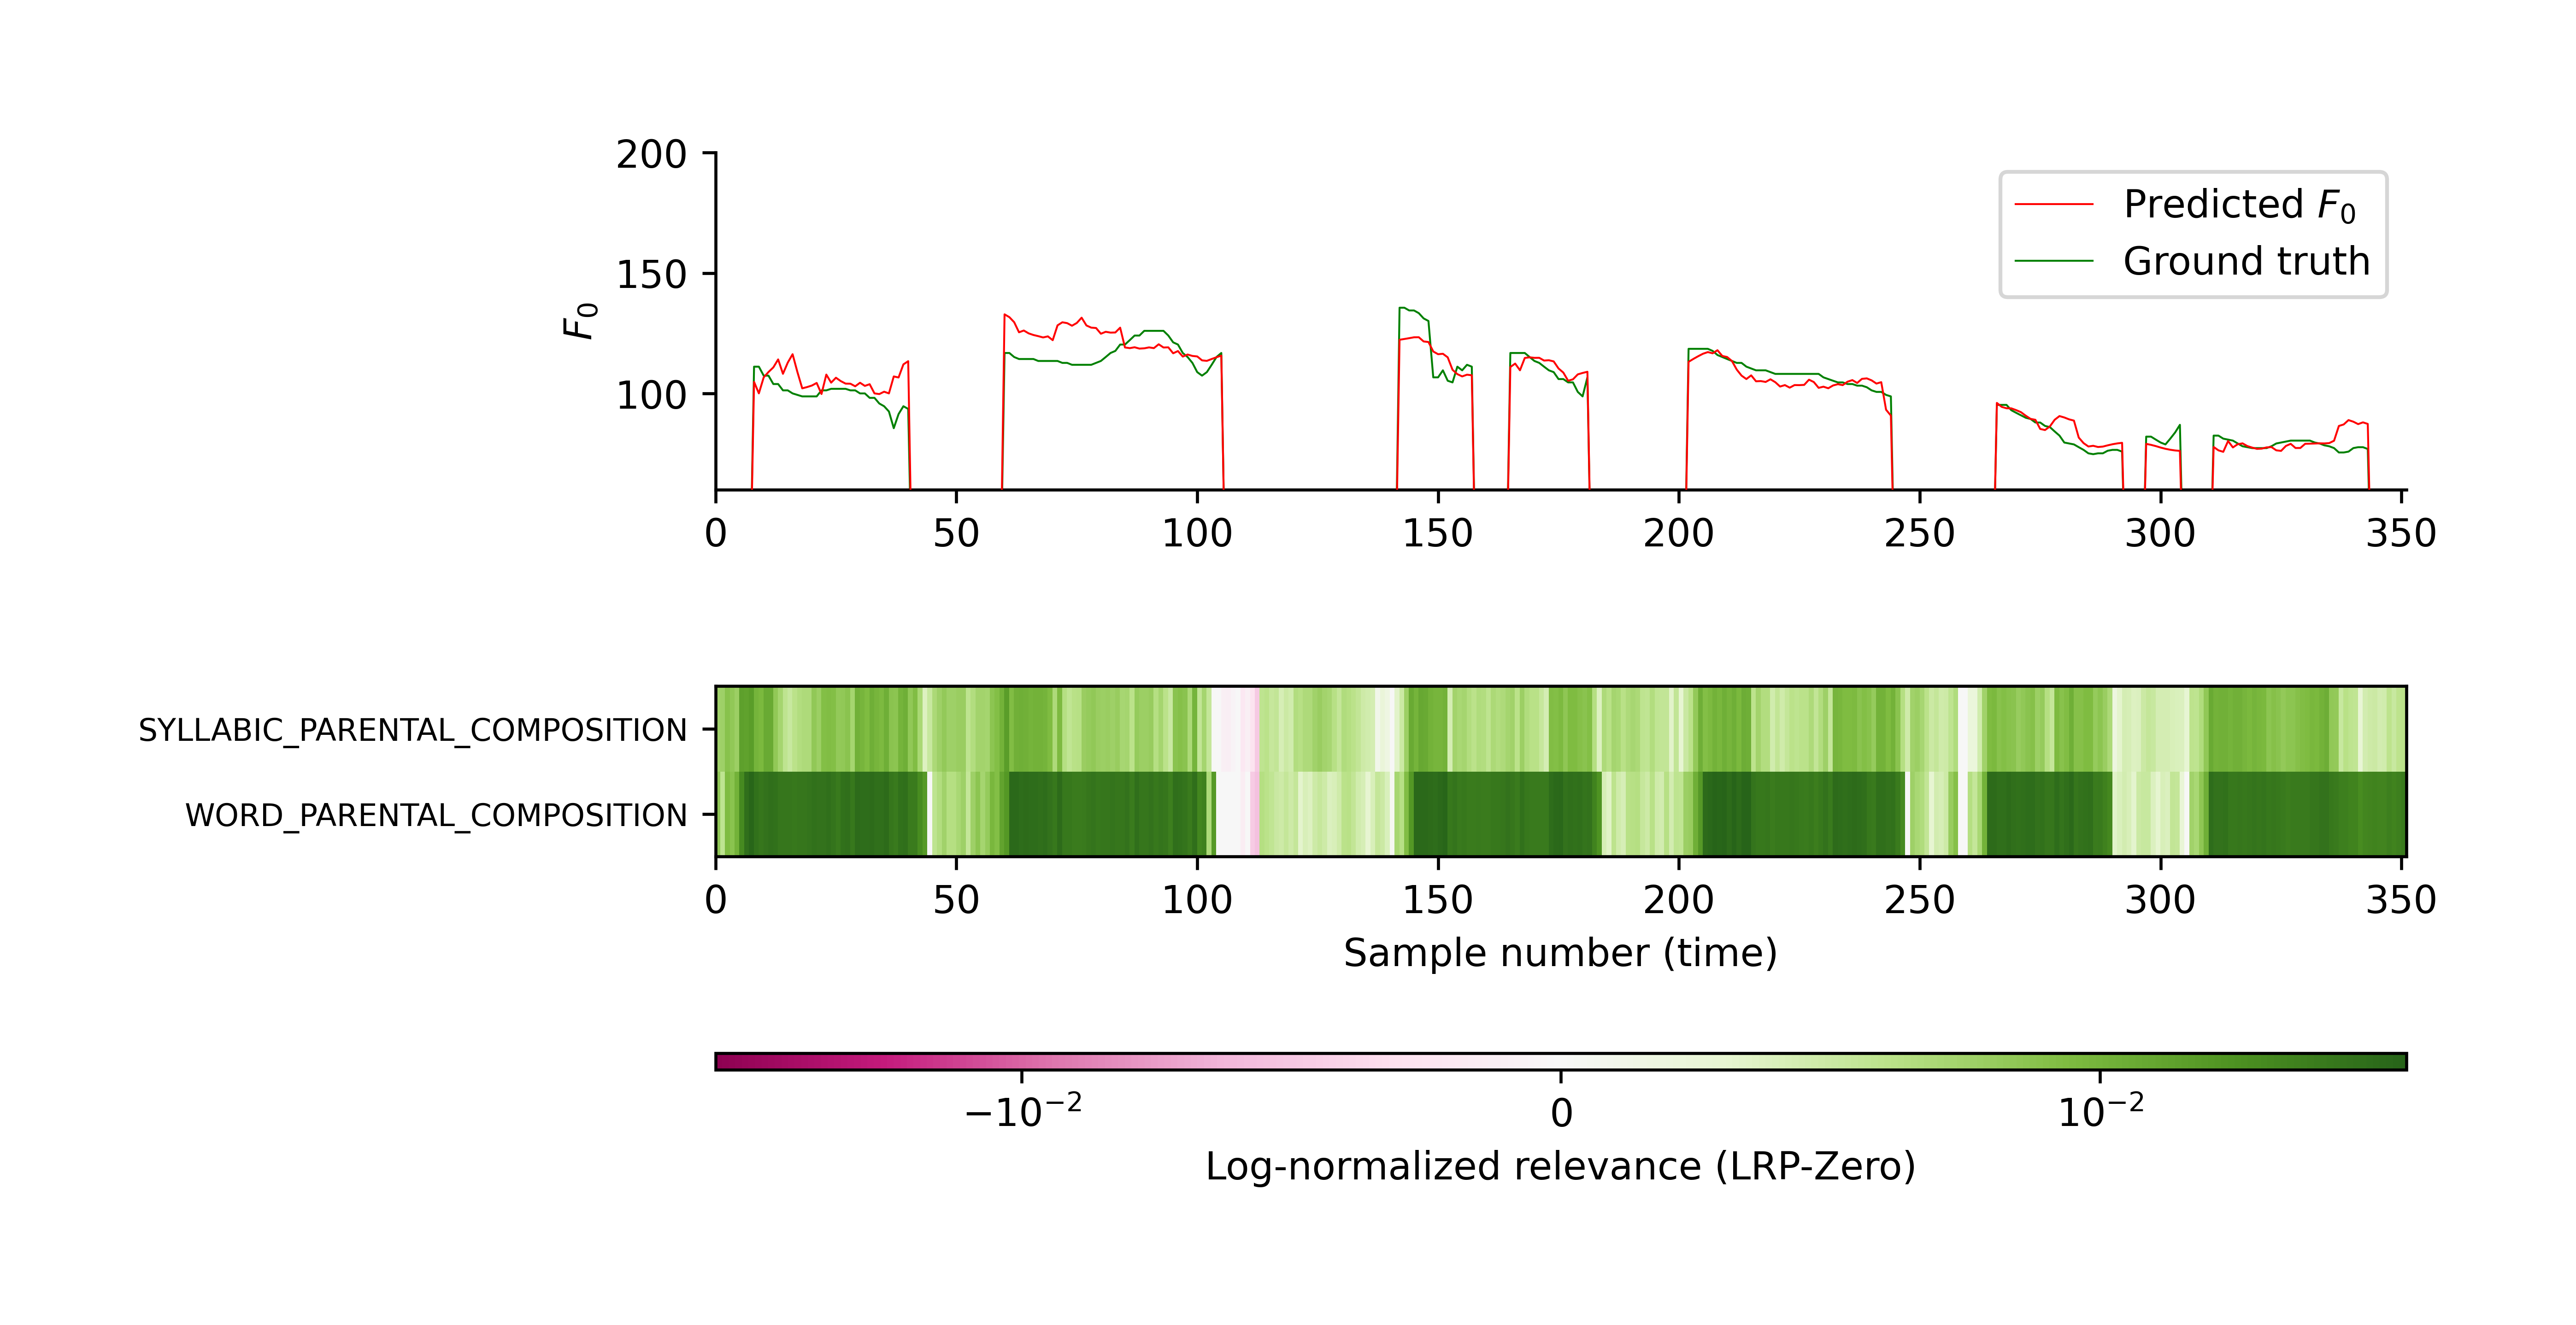 200
150
100
F₀
Predicted F₀
Ground truth
0 50 100 150 200 250 300 350
SYLLABIC_PARENTAL_COMPOSITION
WORD_PARENTAL_COMPOSITION
0 50 100 150 200 250 300 350
Sample number (time)
−10⁻² 0 10⁻²
Log-normalized relevance (LRP-Zero)